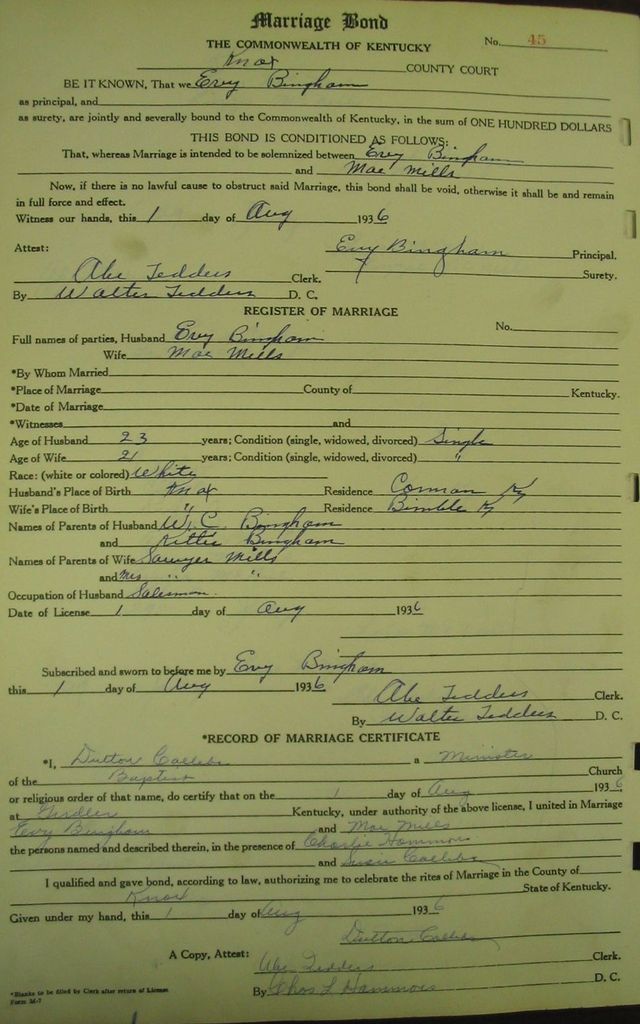 Marriage Bond
THE COMMONWEALTH OF KENTUCKY No. 45
Knox COUNTY COURT
BE IT KNOWN, That we Evey Bingham
as principal, and
as surety, are jointly and severally bound to the Commonwealth of Kentucky, in the sum of ONE HUNDRED DOLLARS
THIS BOND IS CONDITIONED AS FOLLOWS:
That, whereas Marriage is intended to be solemnized between Evey Bingham
and Mae Mills
Now, if there is no lawful cause to obstruct said Marriage, this bond shall be void, otherwise it shall be and remain
in full force and effect.
Witness our hands, this 1 day of Aug 1936
Attest: Evy Bingham Principal.
Abe Tedders Clerk. Surety.
By Walter Tedders D. C.
REGISTER OF MARRIAGE
No.
Full names of parties, Husband Evey Bingham
Wife Mae Mills
*By Whom Married
*Place of Marriage County of Kentucky.
*Date of Marriage
*Witnesses and
Age of Husband 23 years; Condition (single, widowed, divorced) Single
Age of Wife 21 years; Condition (single, widowed, divorced) "
Race: (white or colored) White
Husband's Place of Birth Knox Residence Ky
Wife's Place of Birth " Residence Bimble Ky
Names of Parents of Husband W. C. Bingham
and Kittie Bingham
Names of Parents of Wife Sawyer Mills
and Mrs " "
Occupation of Husband Salesman
Date of License 1 day of Aug 1936
Subscribed and sworn to before me by Evey Bingham
this 1 day of Aug 1936
Abe Tedders Clerk.
By Walter Tedders D. C.
*RECORD OF MARRIAGE CERTIFICATE
*I, Dutton a Minister
of the Baptist Church
or religious order of that name, do certify that on the 1 day of Aug 1936
at Girdler Kentucky, under authority of the above license, I united in Marriage
Evey Bingham and Mae Mills
the persons named and described therein, in the presence of Charlie Hammons
and Susan
I qualified and gave bond, according to law, authorizing me to celebrate the rites of Marriage in the County of
Knox State of Kentucky.
Given under my hand, this 1 day of Aug 1936
Dutton
A Copy, Attest: Abe Tedders Clerk.
By Chas L Hammons D. C.
*Blanks to be filled by Clerk after return of License
Form M-7